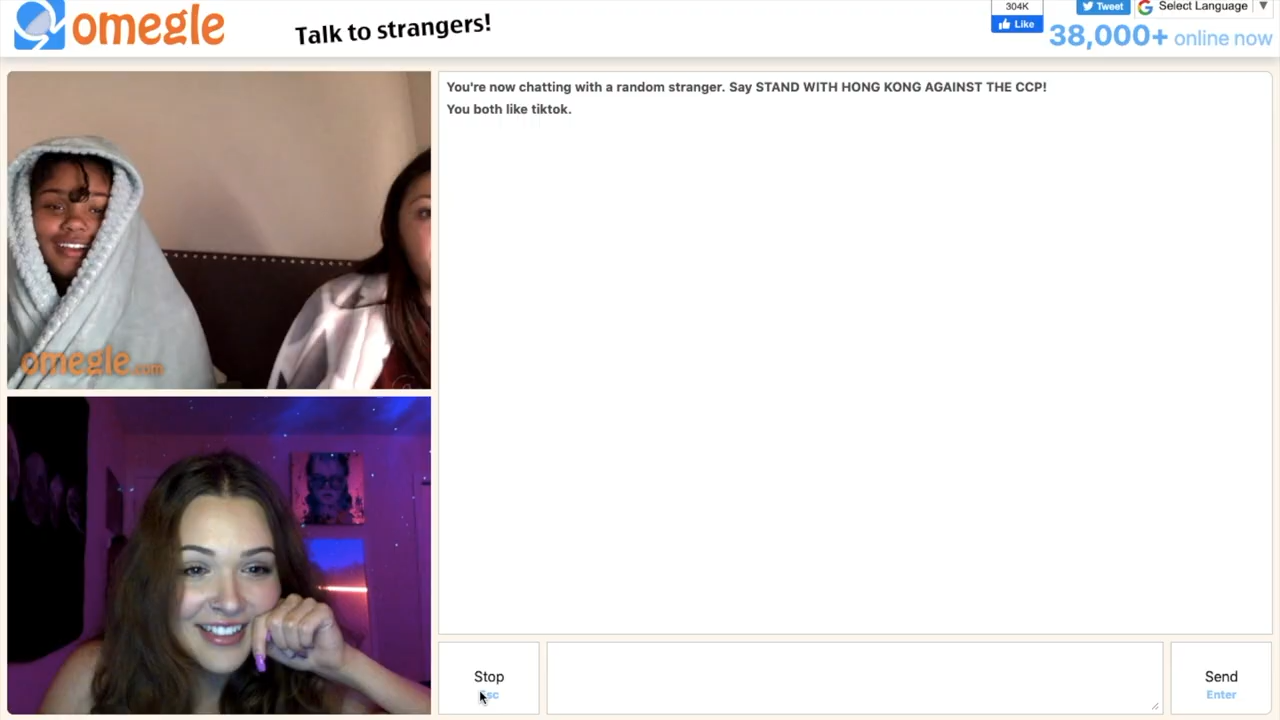 omegle
Talk to strangers!
304K
Like
Tweet
Select Language
38,000+ online now
You're now chatting with a random stranger. Say STAND WITH HONG KONG AGAINST THE CCP!
You both like tiktok.
omegle.com
Stop
Send
Enter